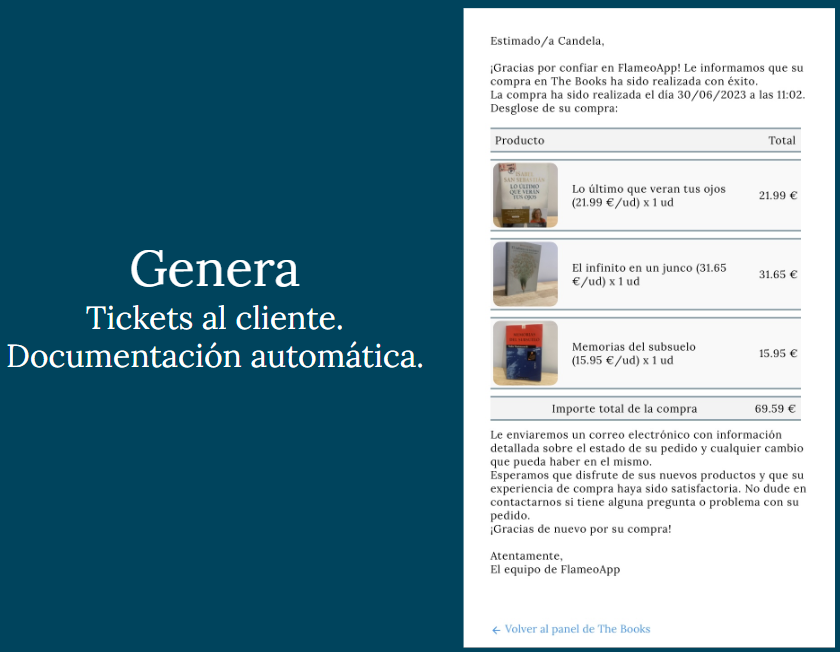 Genera
Tickets al cliente.
Documentación automática.
Estimado/a Candela,
¡Gracias por confiar en FlameoApp! Le informamos que su
compra en The Books ha sido realizada con éxito.
La compra ha sido realizada el día 30/06/2023 a las 11:02.
Desglose de su compra:
Producto Total
LO ÚLTIMO
QUE VERÁN
TUS OJOS
Lo último que veran tus ojos
(21.99 €/ud) x 1 ud
21.99 €
El infinito en un junco (31.65
€/ud) x 1 ud
31.65 €
Memorias del subsuelo
(15.95 €/ud) x 1 ud
15.95 €
Importe total de la compra 69.59 €
Le enviaremos un correo electrónico con información
detallada sobre el estado de su pedido y cualquier cambio
que pueda haber en el mismo.
Esperamos que disfrute de sus nuevos productos y que su
experiencia de compra haya sido satisfactoria. No dude en
contactarnos si tiene alguna pregunta o problema con su
pedido.
¡Gracias de nuevo por su compra!
Atentamente,
El equipo de FlameoApp
← Volver al panel de The Books